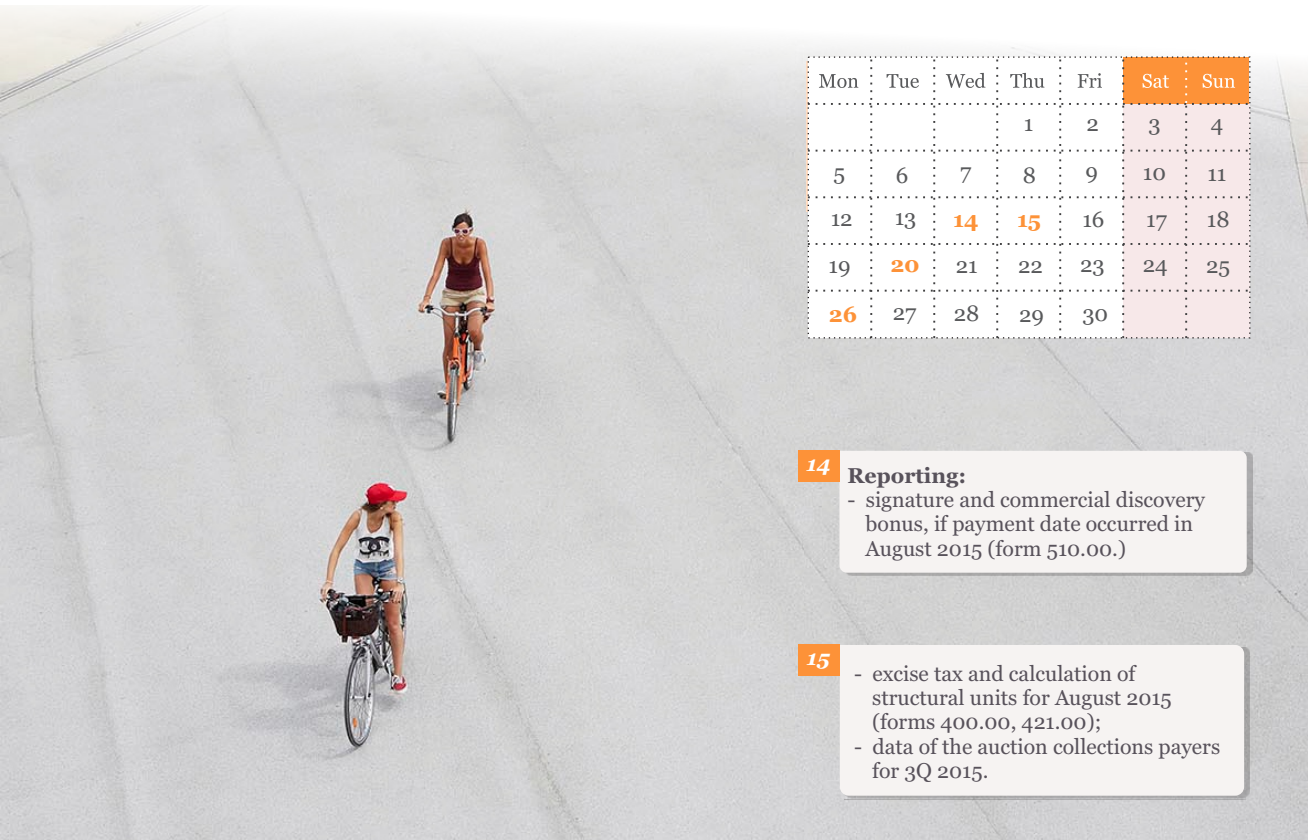 Mon Tue Wed Thu Fri Sat Sun
1 2 3 4
5 6 7 8 9 10 11
12 13 14 15 16 17 18
19 20 21 22 23 24 25
26 27 28 29 30
14
Reporting:
- signature and commercial discovery
bonus, if payment date occurred in
August 2015 (form 510.00.)
15
- excise tax and calculation of
structural units for August 2015
(forms 400.00, 421.00);
- data of the auction collections payers
for 3Q 2015.